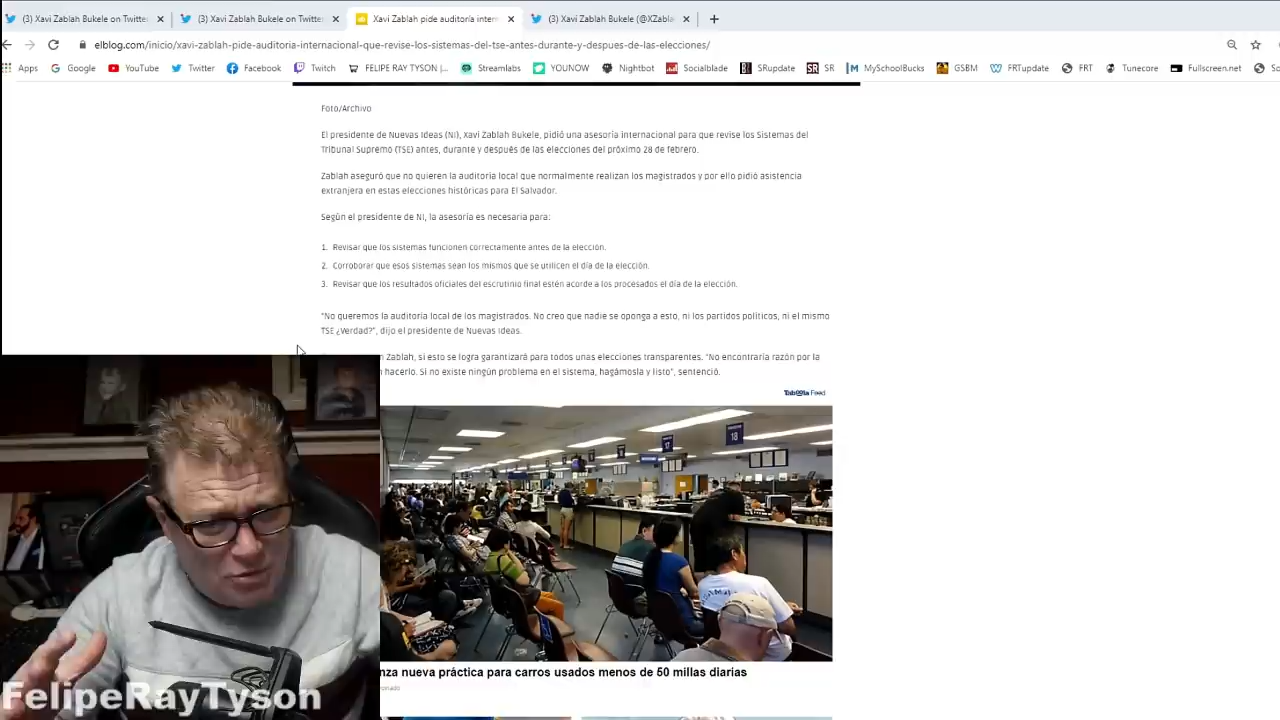 (3) Xavi Zablah Bukele on Twitte
(3) Xavi Zablah Bukele on Twitte
Xavi Zablah pide auditoría intern
(3) Xavi Zablah Bukele (@XZabla
elblog.com/inicio/xavi-zablah-pide-auditoria-internacional-que-revise-los-sistemas-del-tse-antes-durante-y-despues-de-las-elecciones/
Apps Google YouTube Twitter Facebook Twitch FELIPE RAY TYSON |... Streamlabs YOUNOW Nightbot Socialblade SRupdate SR MySchoolBucks GSBM FRTupdate FRT Tunecore Fullscreen.net So
Foto/Archivo
El presidente de Nuevas Ideas (NI), Xavi Zablah Bukele, pidió una asesoría internacional para que revise los Sistemas del
Tribunal Supremo (TSE) antes, durante y después de las elecciones del próximo 28 de febrero.
Zablah aseguró que no quieren la auditoria local que normalmente realizan los magistrados y por ello pidió asistencia
extranjera en estas elecciones históricas para El Salvador.
Según el presidente de NI, la asesoría es necesaria para:
1. Revisar que los sistemas funcionen correctamente antes de la elección.
2. Corroborar que esos sistemas sean los mismos que se utilicen el día de la elección.
3. Revisar que los resultados oficiales del escrutinio final estén acorde a los procesados el día de la elección.
"No queremos la auditoria local de los magistrados. No creo que nadie se oponga a esto, ni los partidos políticos, ni el mismo
TSE ¿Verdad?", dijo el presidente de Nuevas Ideas.
Zablah, si esto se logra garantizará para todos unas elecciones transparentes. "No encontraría razón por la
hacerlo. Si no existe ningún problema en el sistema, hagámosla y listo", sentenció.
Taboola Feed
17
18
nza nueva práctica para carros usados menos de 50 millas diarias
onado
FelipeRayTyson